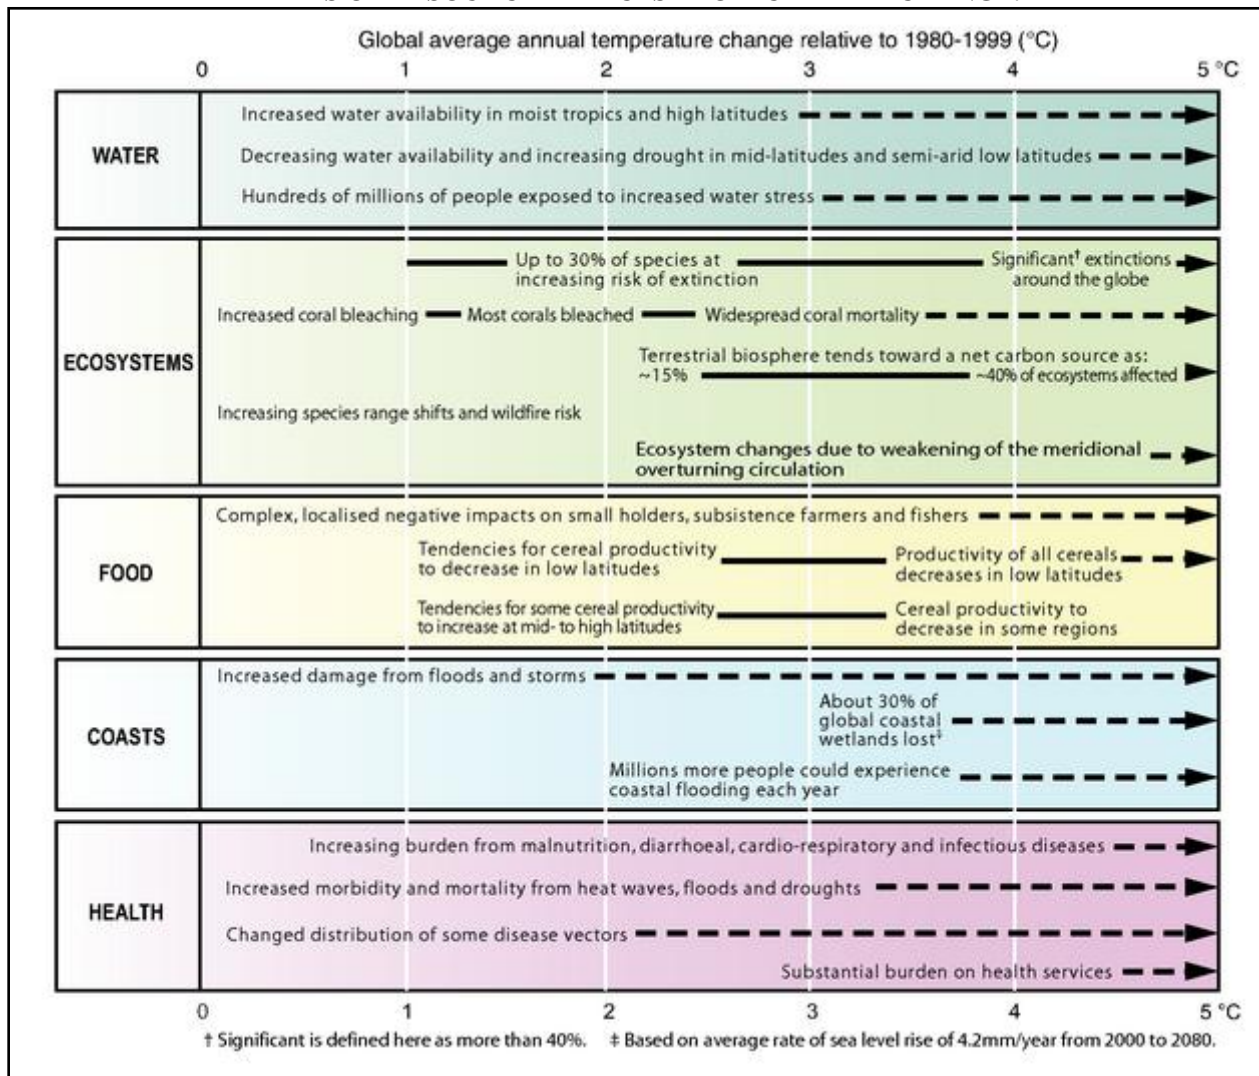 Global average annual temperature change relative to 1980-1999 (°C)
0 1 2 3 4 5 °C
WATER
Increased water availability in moist tropics and high latitudes
Decreasing water availability and increasing drought in mid-latitudes and semi-arid low latitudes
Hundreds of millions of people exposed to increased water stress
ECOSYSTEMS
Up to 30% of species at
increasing risk of extinction
Significant† extinctions
around the globe
Increased coral bleaching Most corals bleached Widespread coral mortality
Terrestrial biosphere tends toward a net carbon source as:
~15% ~40% of ecosystems affected
Increasing species range shifts and wildfire risk
Ecosystem changes due to weakening of the meridional
overturning circulation
FOOD
Complex, localised negative impacts on small holders, subsistence farmers and fishers
Tendencies for cereal productivity
to decrease in low latitudes
Productivity of all cereals
decreases in low latitudes
Tendencies for some cereal productivity
to increase at mid- to high latitudes
Cereal productivity to
decrease in some regions
COASTS
Increased damage from floods and storms
About 30% of
global coastal
wetlands lost‡
Millions more people could experience
coastal flooding each year
HEALTH
Increasing burden from malnutrition, diarrhoeal, cardio-respiratory and infectious diseases
Increased morbidity and mortality from heat waves, floods and droughts
Changed distribution of some disease vectors
Substantial burden on health services
0 1 2 3 4 5 °C
† Significant is defined here as more than 40%. ‡ Based on average rate of sea level rise of 4.2mm/year from 2000 to 2080.